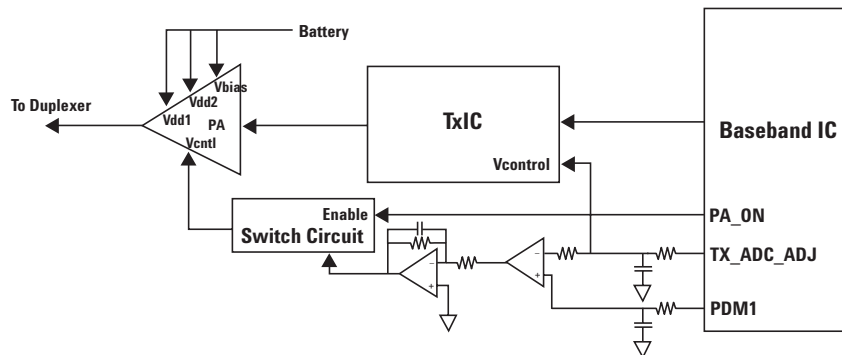 Battery
To Duplexer
Vbias
Vdd2
Vdd1
PA
Vcntl
TxIC
Vcontrol
Baseband IC
Enable
Switch Circuit
PA_ON
TX_ADC_ADJ
PDM1
-
+
-
+